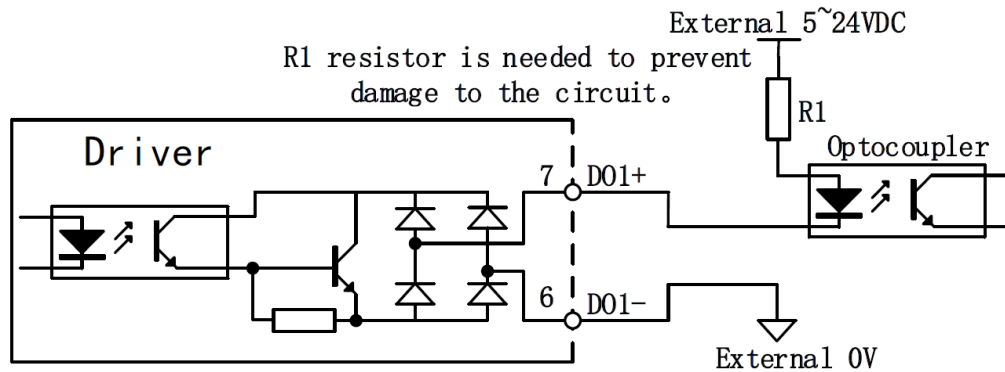 External 5~24VDC
R1 resistor is needed to prevent
damage to the circuit。
R1
Driver
Optocoupler
7
DO1+
6
DO1-
External 0V